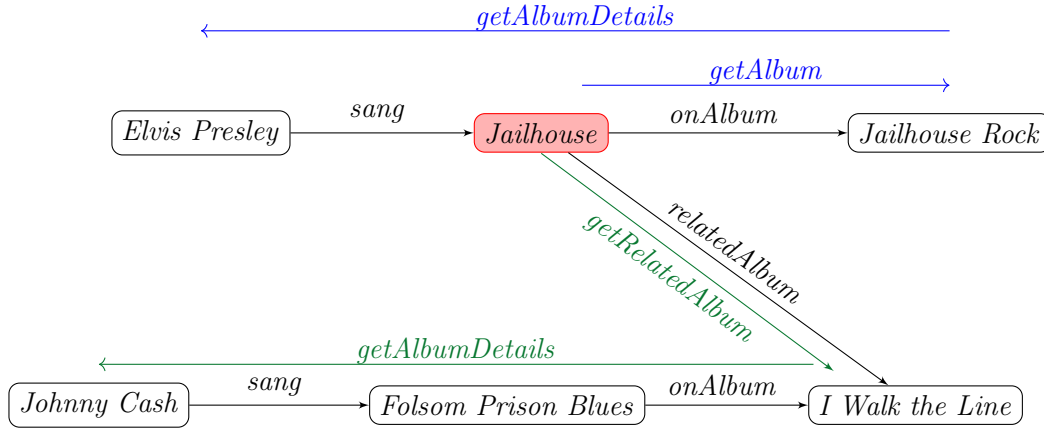 getAlbumDetails
getAlbum
Elvis Presley
sang
Jailhouse
onAlbum
Jailhouse Rock
relatedAlbum
getRelatedAlbum
getAlbumDetails
Johnny Cash
sang
Folsom Prison Blues
onAlbum
I Walk the Line